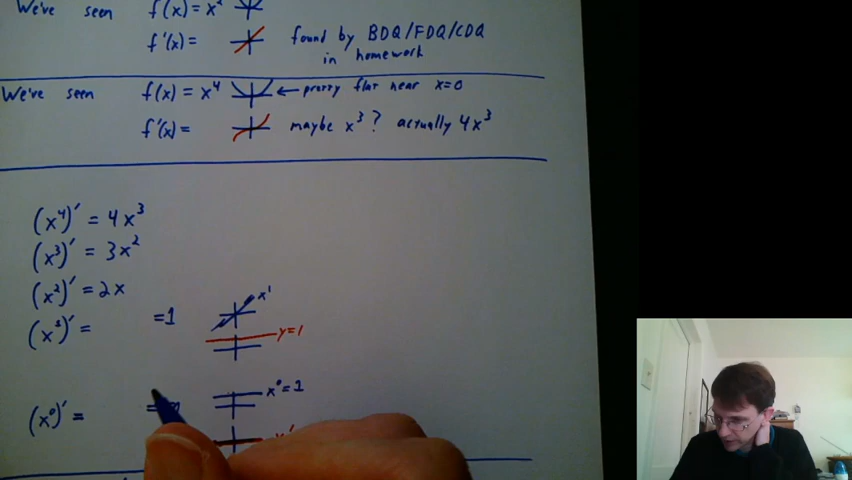 We've seen f(x) = x²
f'(x) = found by BDQ/FDQ/CDQ
in homework
We've seen f(x) = x⁴ ← pretty flat near x=0
f'(x) = maybe x³? actually 4x³
(x⁴)' = 4x³
(x³)' = 3x²
(x²)' = 2x
x¹
(x¹)' = =1
y=1
x⁰=1
(x⁰)' =